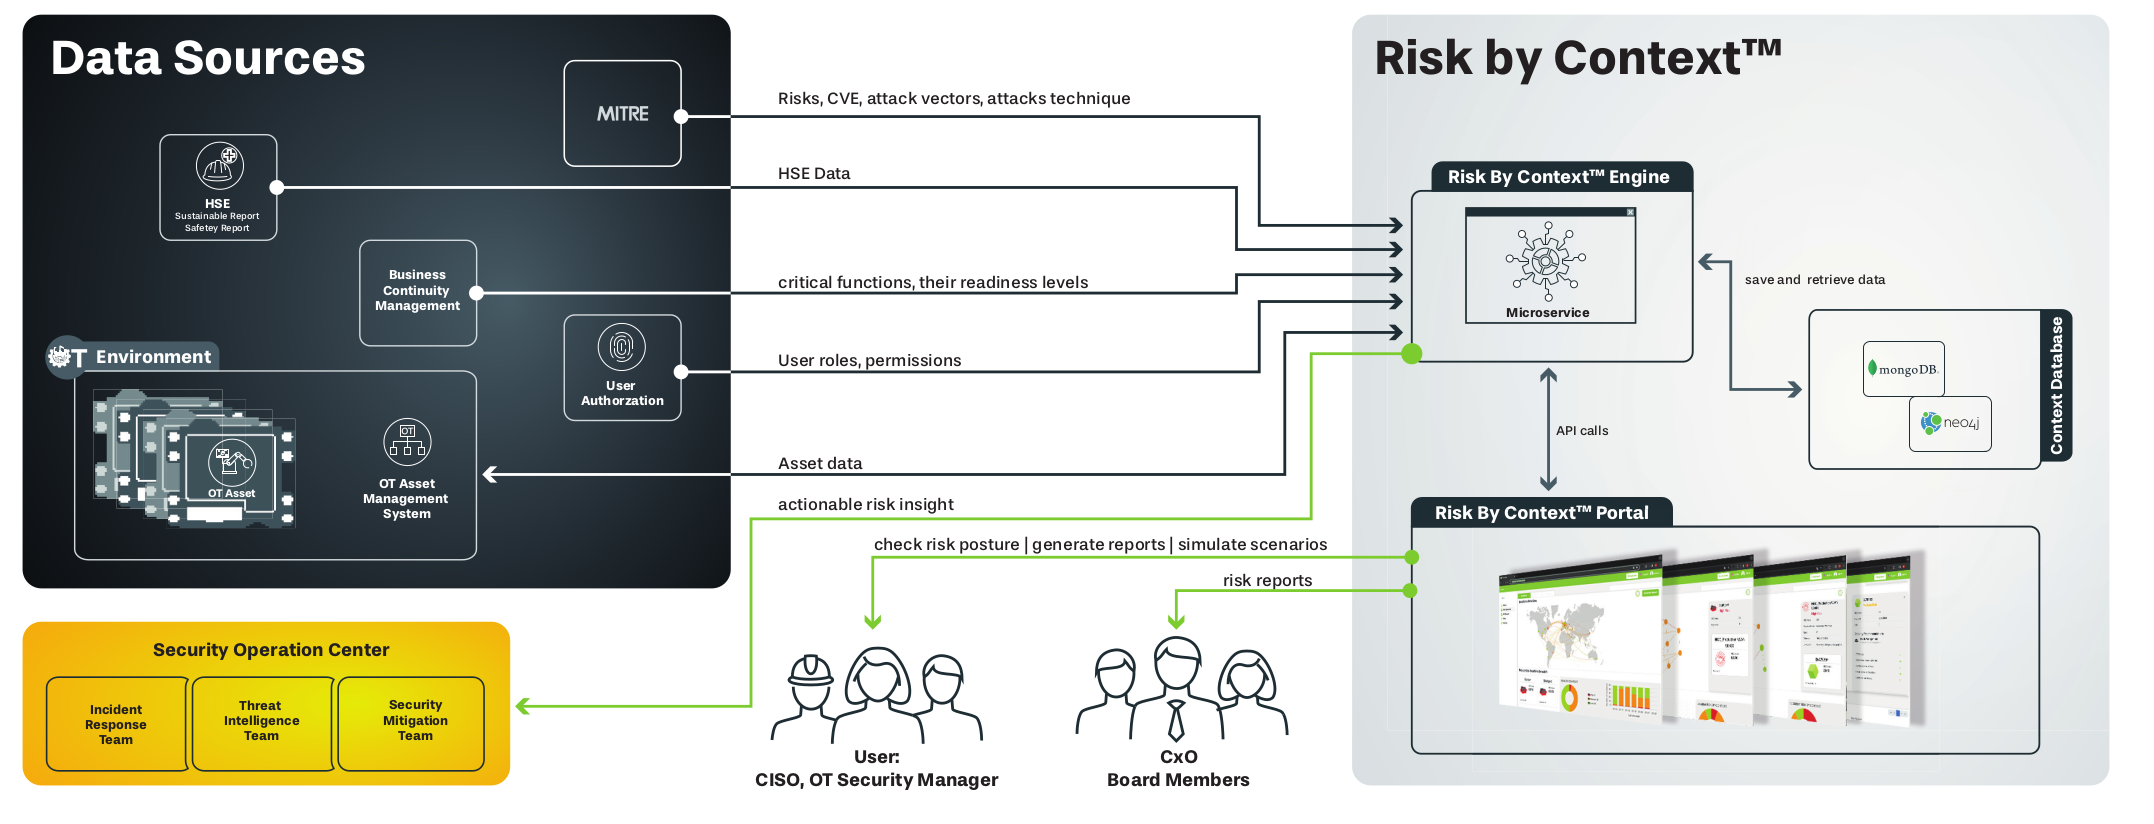 Data Sources
MITRE
HSE
Sustainable Report
Safetey Report
Business
Continuity
Management
User
Authorzation
OT Environment
OT Asset
OT
OT Asset
Management
System
Risks, CVE, attack vectors, attacks technique
HSE Data
critical functions, their readiness levels
User roles, permissions
Asset data
actionable risk insight
check risk posture | generate reports | simulate scenarios
risk reports
Security Operation Center
Incident
Response
Team
Threat
Intelligence
Team
Security
Mitigation
Team
User:
CISO, OT Security Manager
CxO
Board Members
Risk by Context™
Risk By Context™ Engine
Microservice
save and retrieve data
Context Database
mongoDB
neo4j
API calls
Risk By Context™ Portal